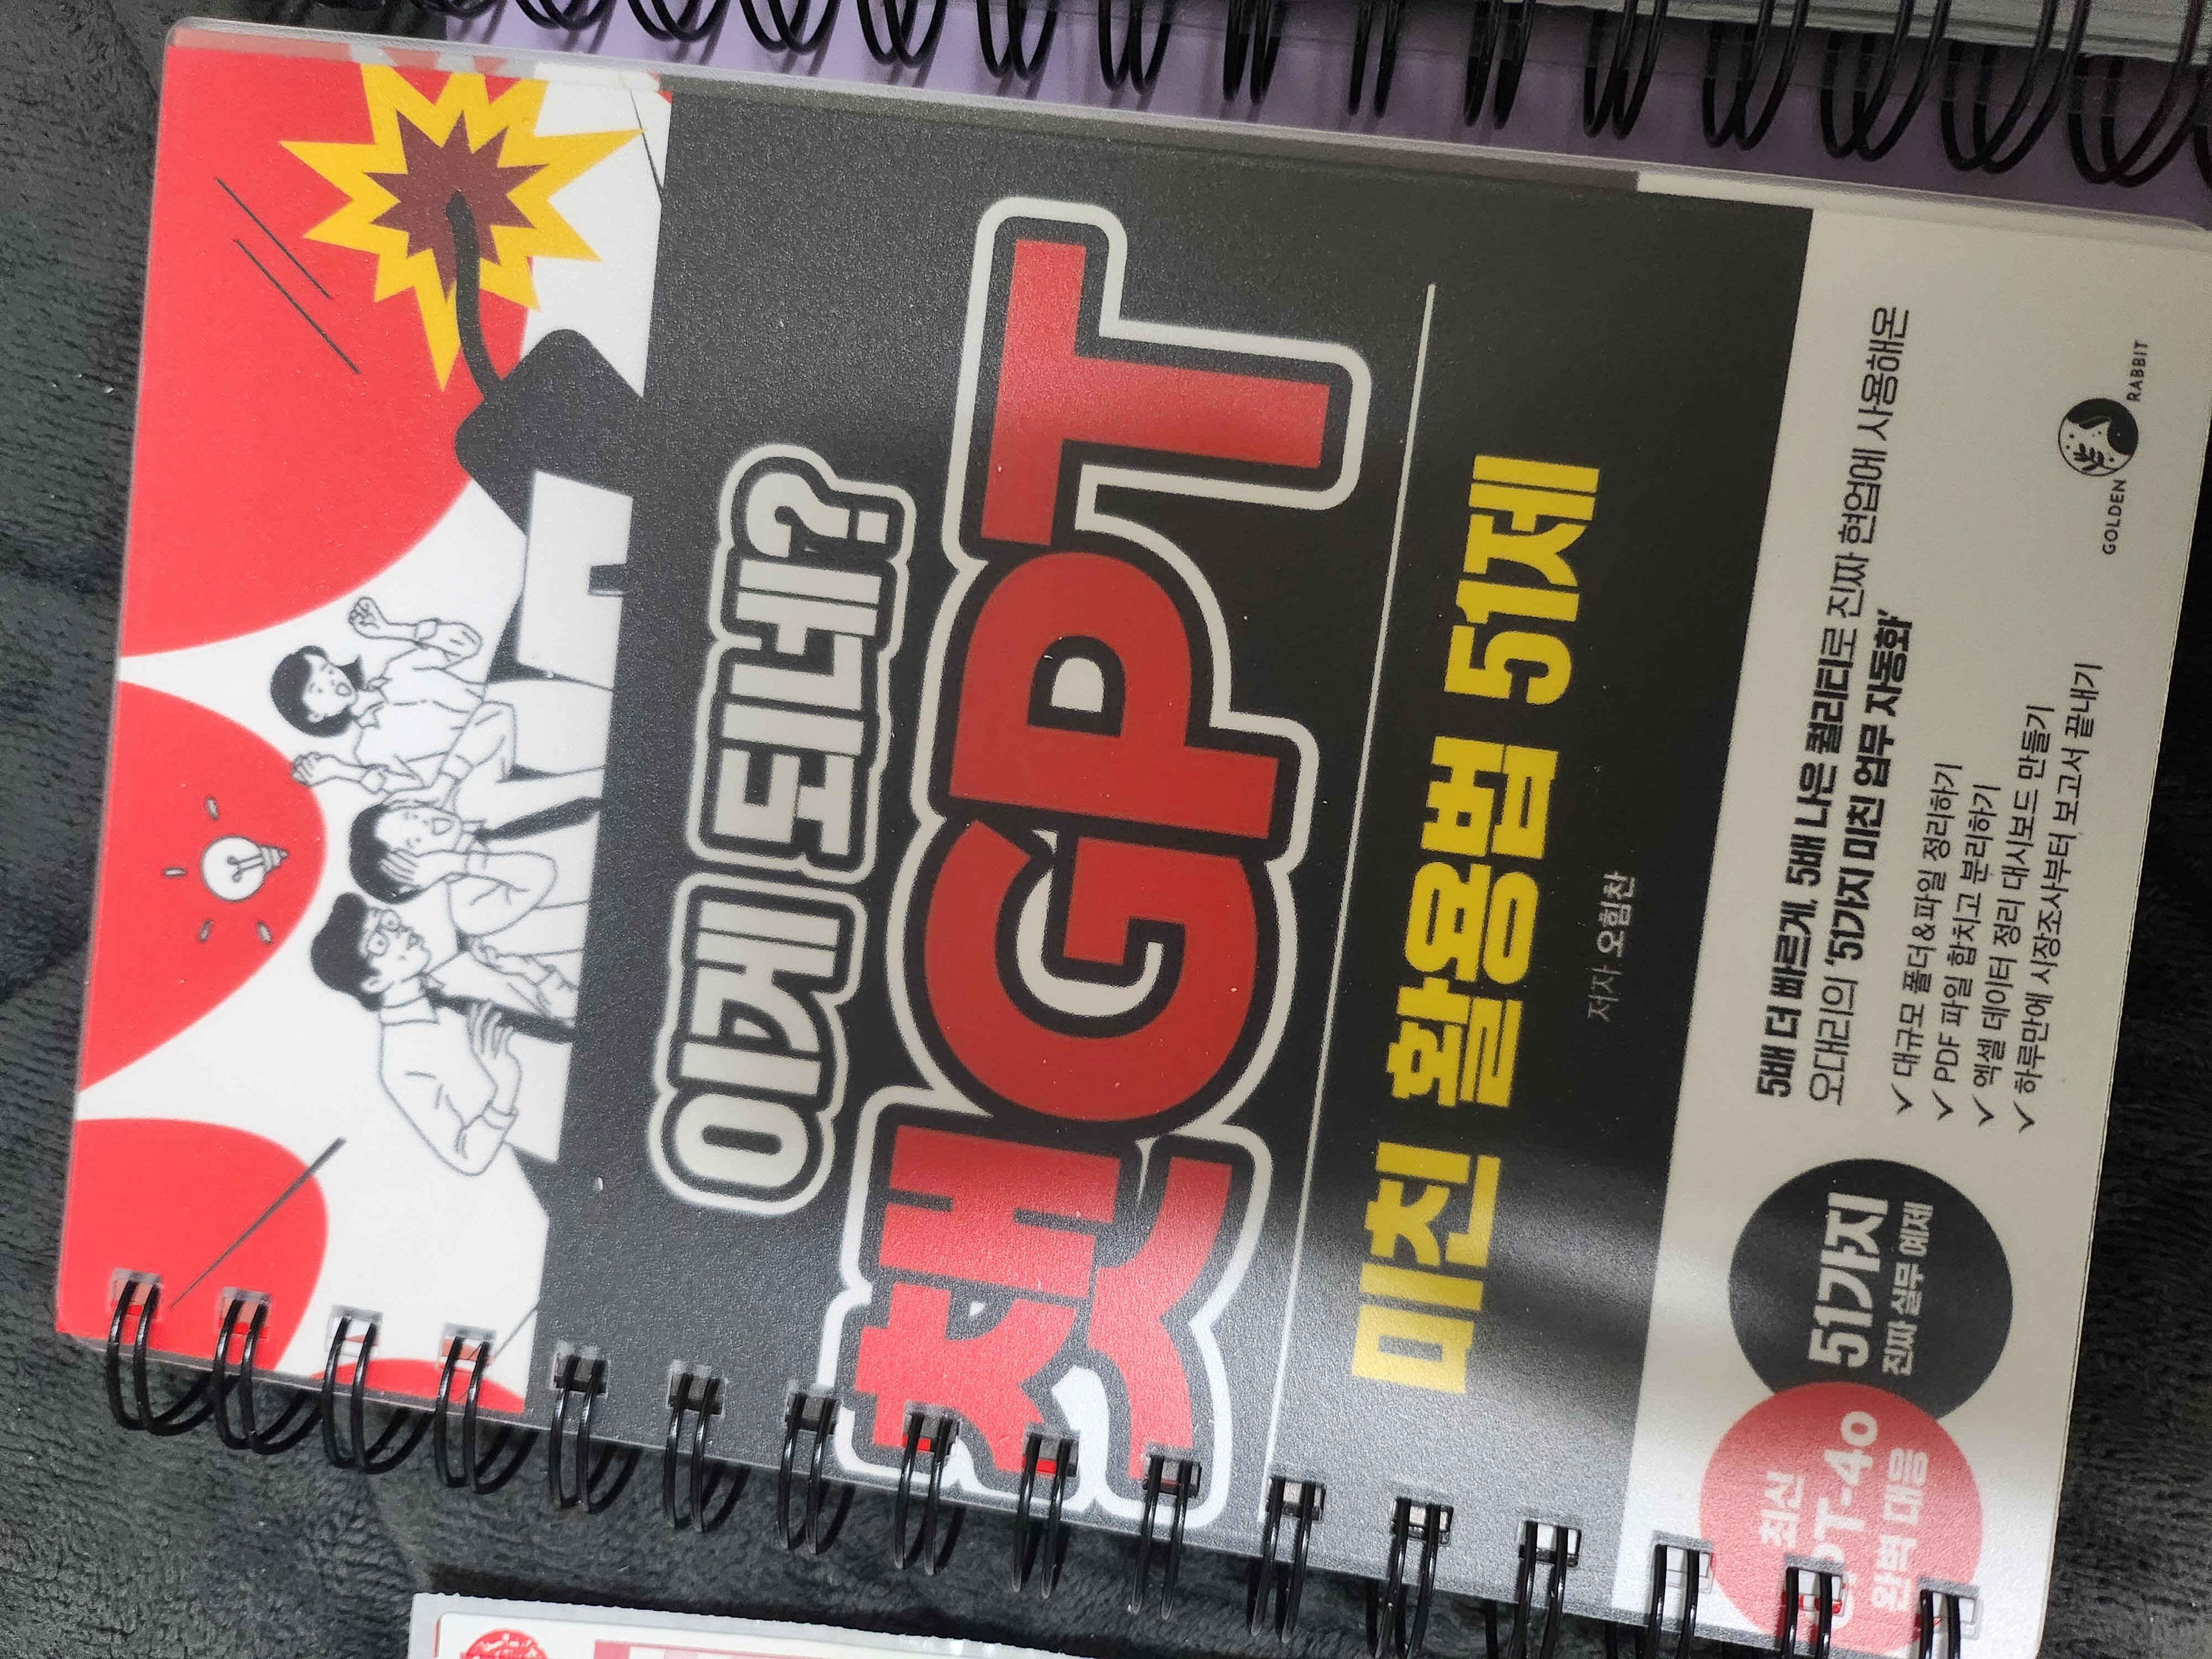 이게 되네?
챗GPT
미친 활용법 51제
저자 오힘찬
최신
GPT-4o
완벽 대응
51가지
진짜 실무 예제
5배 더 빠르게, 5배 나은 퀄리티로 진짜 현업에 사용해온
오대리의 '51가지 미친 업무 자동화'
✓ 대규모 폴더&파일 정리하기
✓ PDF 파일 합치고 분리하기
✓ 엑셀 데이터 정리 대시보드 만들기
✓ 하루만에 시장조사부터 보고서 끝내기
GOLDEN RABBIT